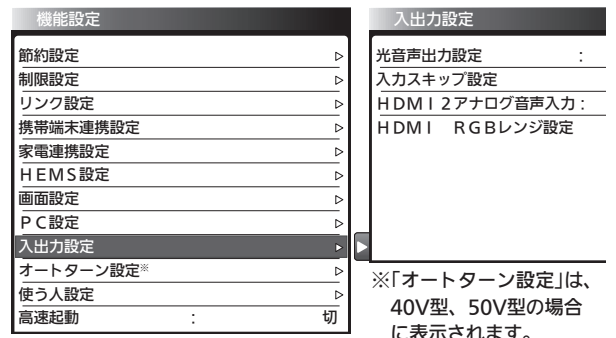 機能設定
節約設定
制限設定
リンク設定
携帯端末連携設定
家電連携設定
ＨＥＭＳ設定
画面設定
ＰＣ設定
入出力設定
オートターン設定※
使う人設定
高速起動 : 切
入出力設定
光音声出力設定 :
入力スキップ設定
ＨＤＭＩ２アナログ音声入力 :
ＨＤＭＩ ＲＧＢレンジ設定
※「オートターン設定」は、
40V型、50V型の場合
に表示されます。